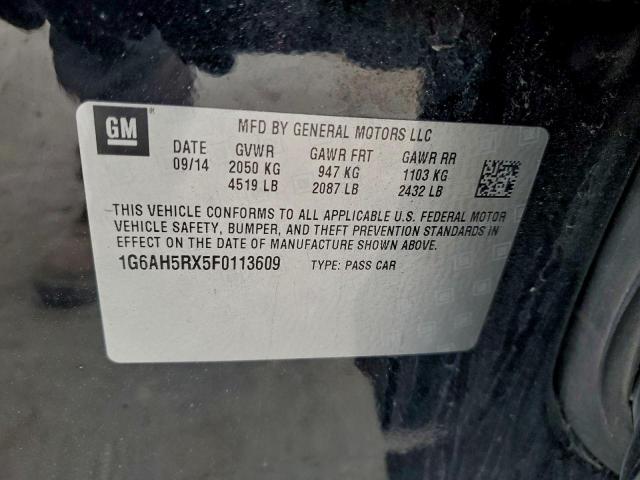 GM ®
MFD BY GENERAL MOTORS LLC
DATE GVWR GAWR FRT GAWR RR
09/14 2050 KG 947 KG 1103 KG
4519 LB 2087 LB 2432 LB
THIS VEHICLE CONFORMS TO ALL APPLICABLE U.S. FEDERAL MOTOR
VEHICLE SAFETY, BUMPER, AND THEFT PREVENTION STANDARDS IN
EFFECT ON THE DATE OF MANUFACTURE SHOWN ABOVE.
1G6AH5RX5F0113609 TYPE: PASS CAR